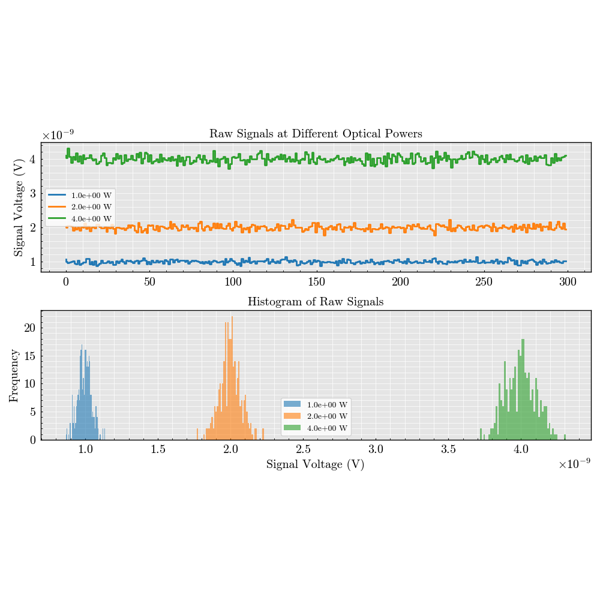 Raw Signals at Different Optical Powers
×10⁻⁹
Signal Voltage (V)
4
3
2
1
1.0e+00 W
2.0e+00 W
4.0e+00 W
0 50 100 150 200 250 300
Histogram of Raw Signals
Frequency
20
15
10
5
0
1.0e+00 W
2.0e+00 W
4.0e+00 W
1.0 1.5 2.0 2.5 3.0 3.5 4.0
Signal Voltage (V)
×10⁻⁹